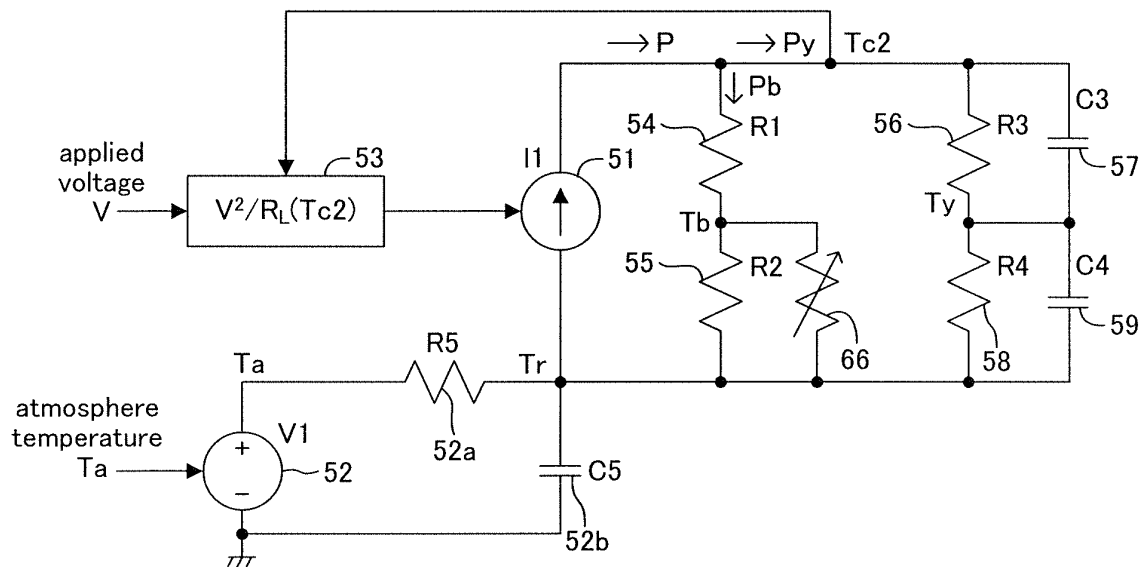 P
Py
Tc2
Pb
C3
54
R1
56
R3
57
applied
voltage
V
53
V²/R_L(Tc2)
I1
51
Tb
Ty
55
R2
R4
C4
66
58
59
Ta
R5
Tr
52a
atmosphere
temperature
Ta
V1
+
−
52
C5
52b